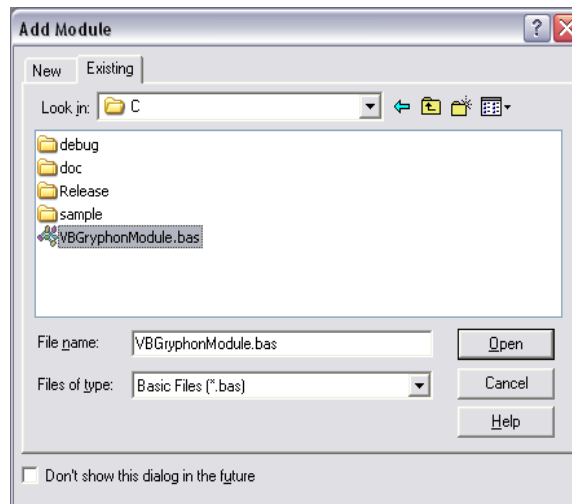 Add Module
New Existing
Look in: C
debug
doc
Release
sample
VBGryphonModule.bas
File name: VBGryphonModule.bas Open
Files of type: Basic Files (*.bas) Cancel
Help
Don't show this dialog in the future